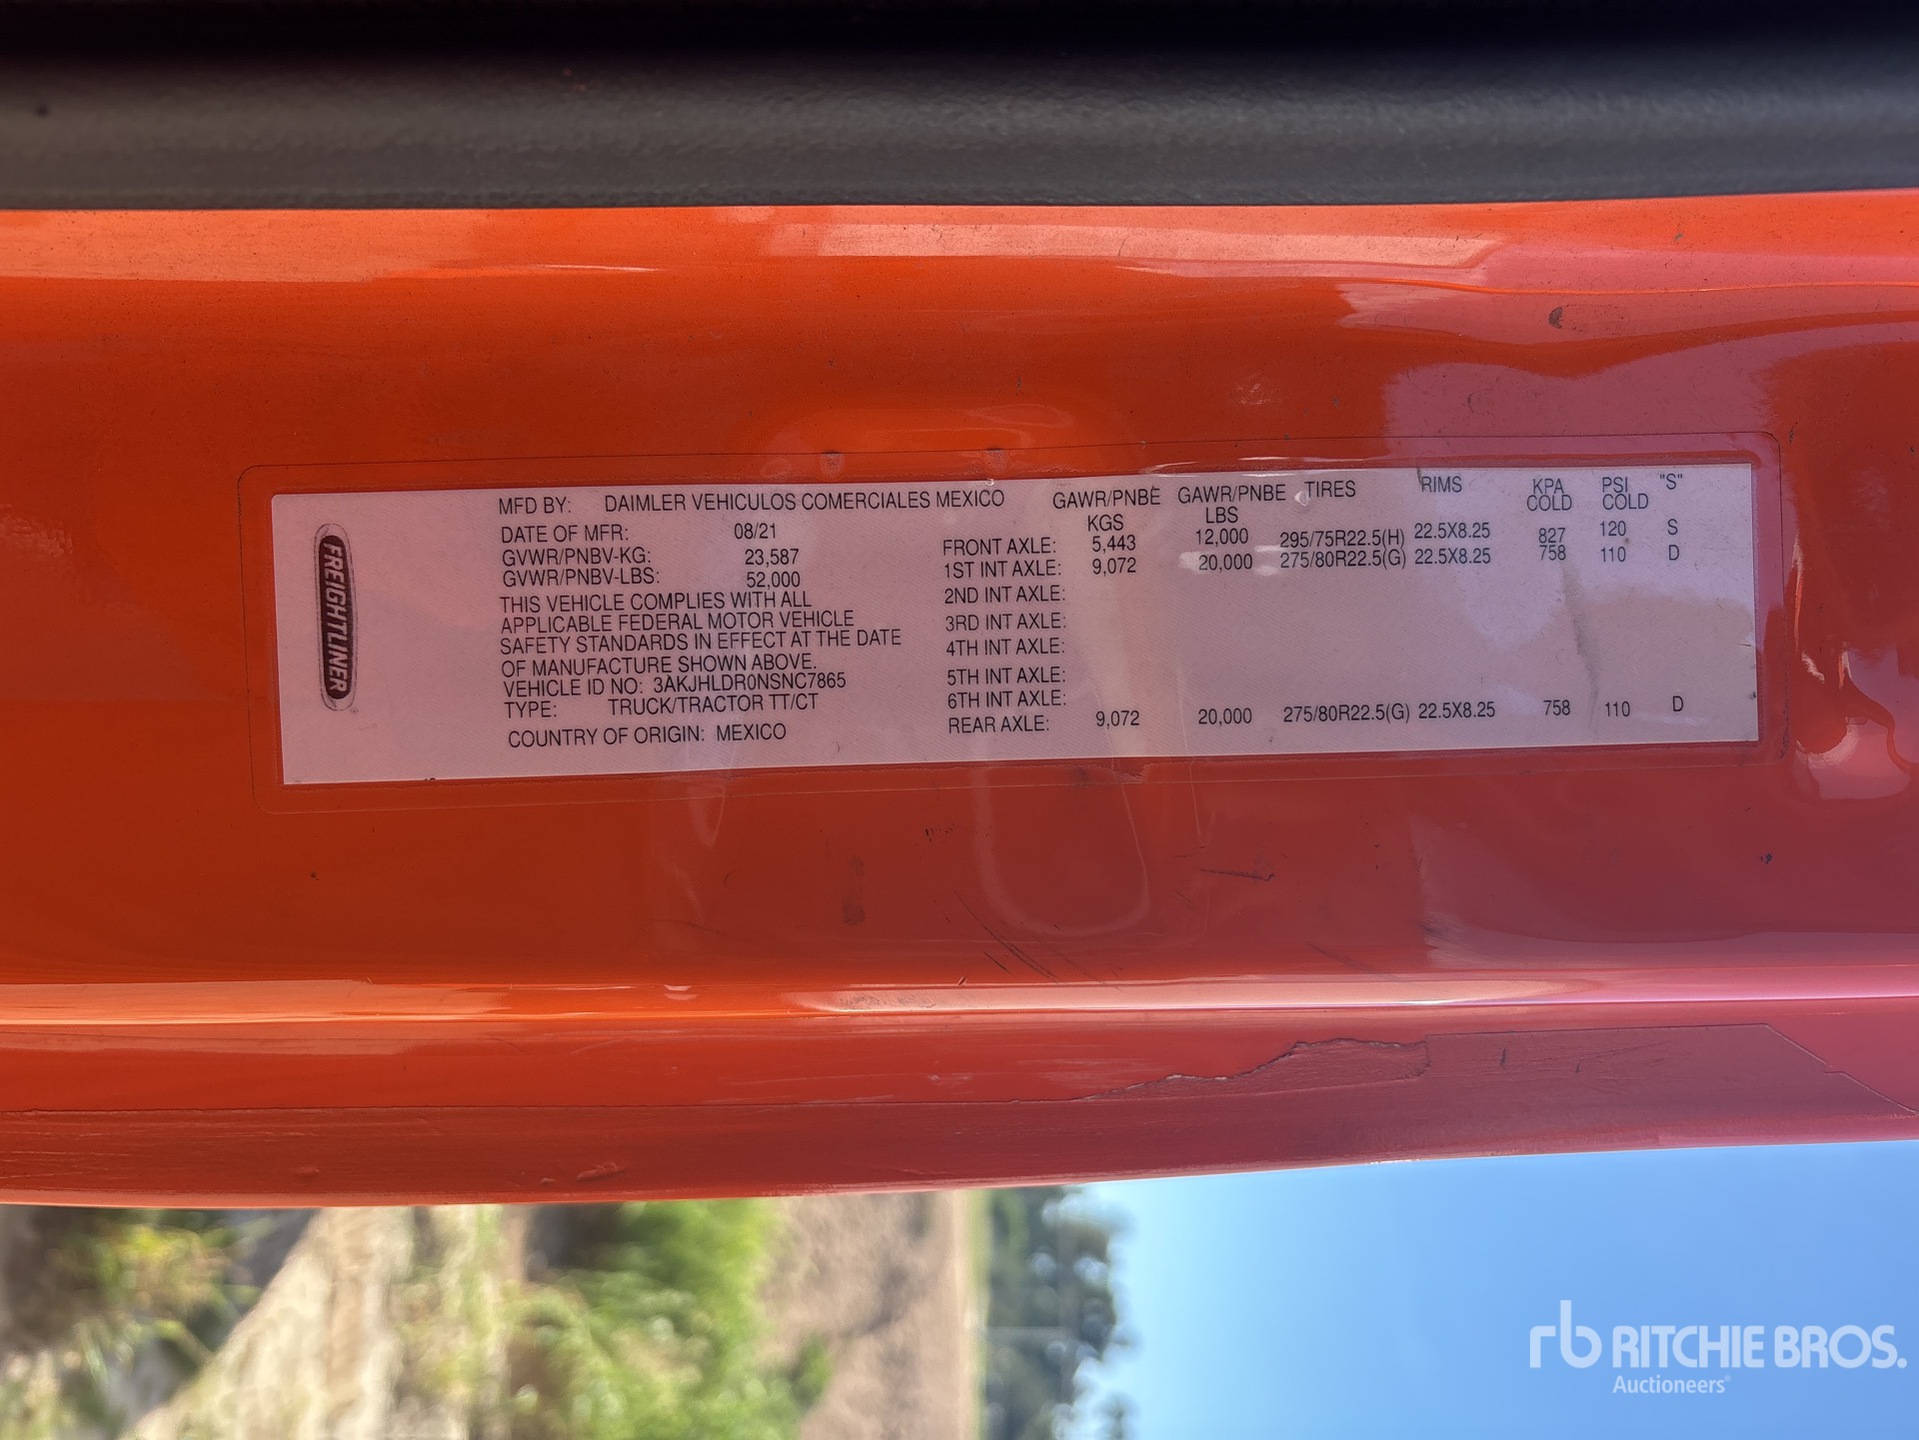 FREIGHTLINER
MFD BY: DAIMLER VEHICULOS COMERCIALES MEXICO
DATE OF MFR: 08/21
GVWR/PNBV-KG: 23,587
GVWR/PNBV-LBS: 52,000
THIS VEHICLE COMPLIES WITH ALL
APPLICABLE FEDERAL MOTOR VEHICLE
SAFETY STANDARDS IN EFFECT AT THE DATE
OF MANUFACTURE SHOWN ABOVE.
VEHICLE ID NO: 3AKJHLDR0NSNC7865
TYPE: TRUCK/TRACTOR TT/CT
COUNTRY OF ORIGIN: MEXICO
GAWR/PNBE KGS GAWR/PNBE LBS TIRES RIMS KPA COLD PSI COLD "S"
FRONT AXLE: 5,443 12,000 295/75R22.5(H) 22.5X8.25 827 120 S
1ST INT AXLE: 9,072 20,000 275/80R22.5(G) 22.5X8.25 758 110 D
2ND INT AXLE:
3RD INT AXLE:
4TH INT AXLE:
5TH INT AXLE:
6TH INT AXLE:
REAR AXLE: 9,072 20,000 275/80R22.5(G) 22.5X8.25 758 110 D
rb RITCHIE BROS.
Auctioneers